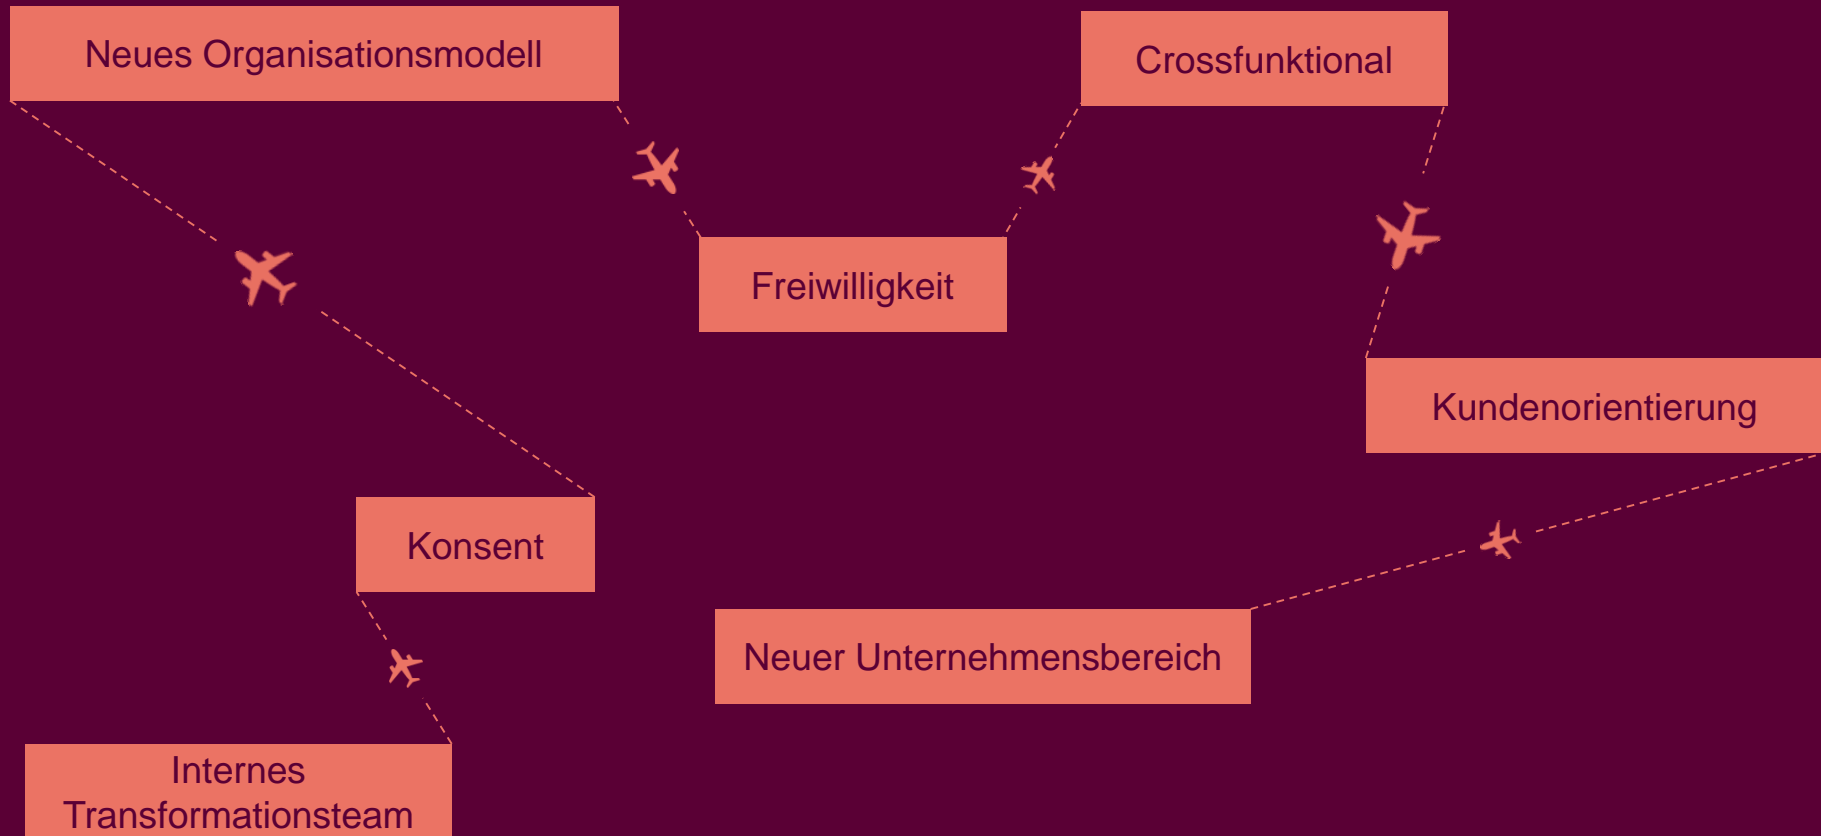 Neues Organisationsmodell
Crossfunktional
Freiwilligkeit
Kundenorientierung
Konsent
Neuer Unternehmensbereich
Internes
Transformationsteam